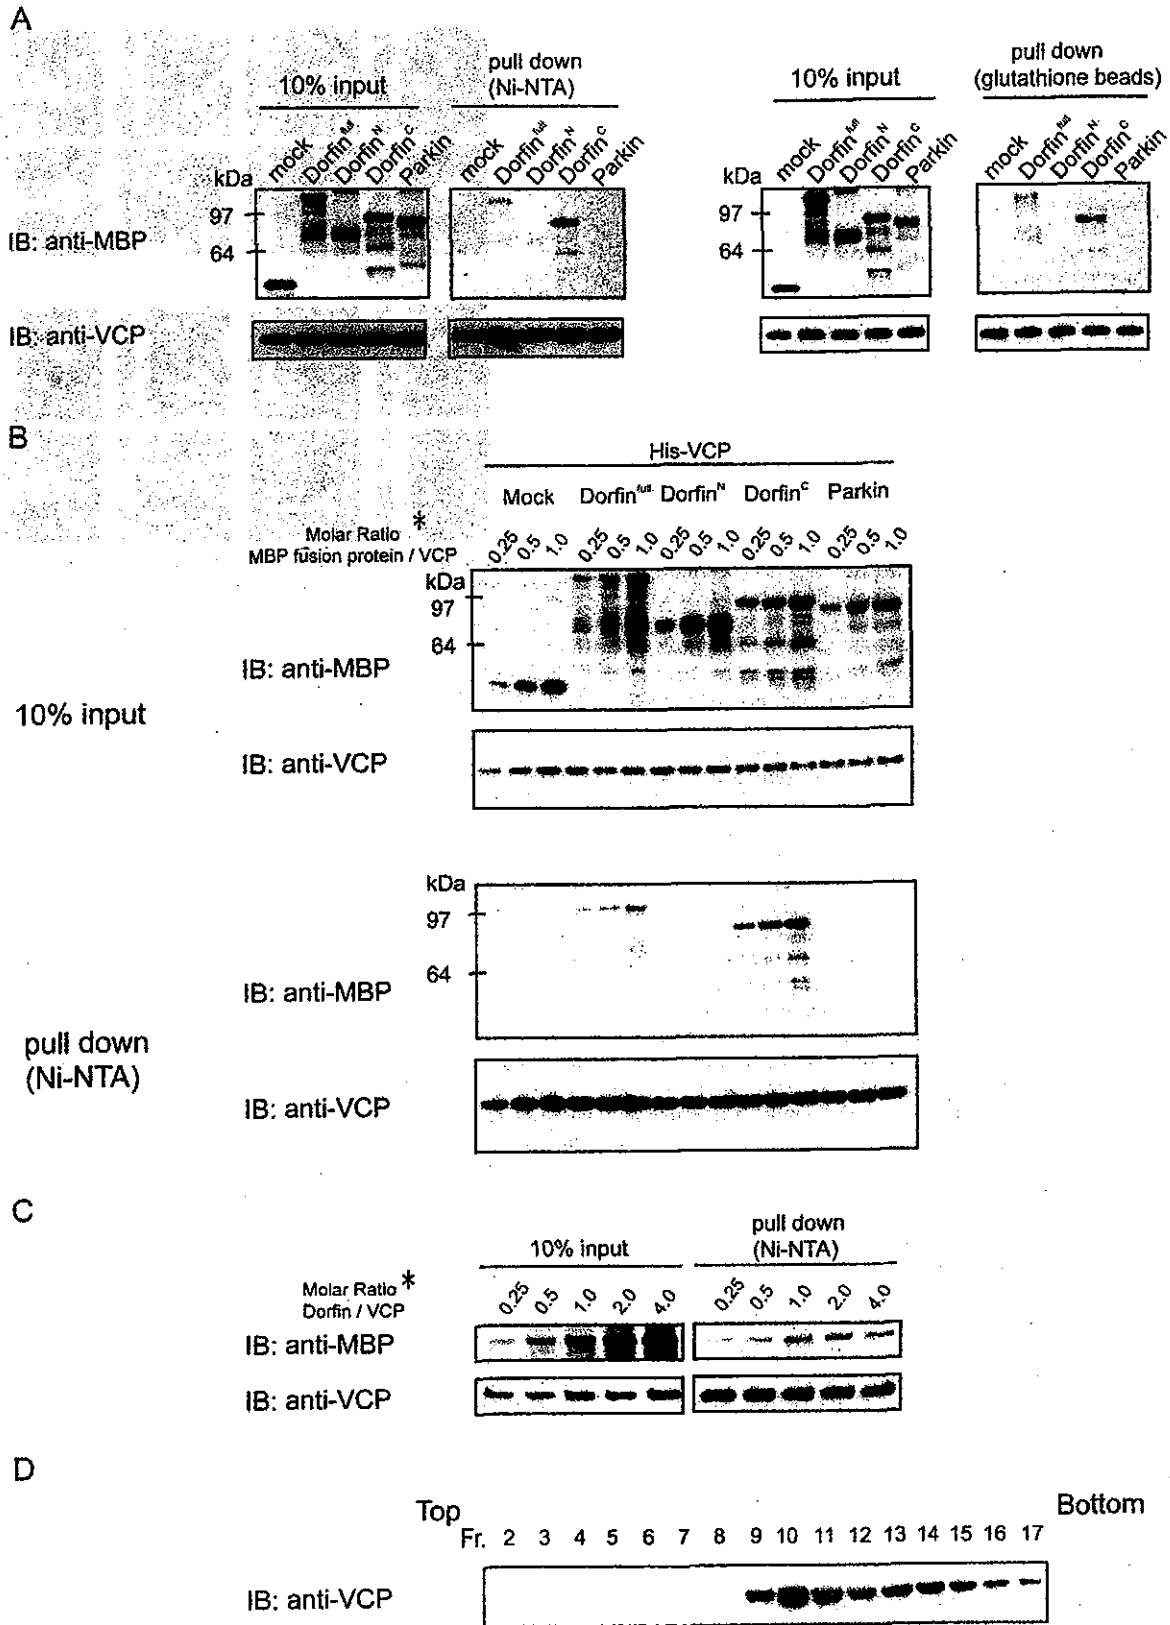 A
10% input
pull down
(Ni-NTA)
10% input
pull down
(glutathione beads)
mock Dorfin^full Dorfin^N Dorfin^C Parkin
mock Dorfin^full Dorfin^N Dorfin^C Parkin
mock Dorfin^full Dorfin^N Dorfin^C Parkin
mock Dorfin^full Dorfin^N Dorfin^C Parkin
kDa
97
64
kDa
97
64
IB: anti-MBP
IB: anti-VCP
B
His-VCP
Mock Dorfin^full Dorfin^N Dorfin^C Parkin
Molar Ratio *
MBP fusion protein / VCP
0.25 0.5 1.0 0.25 0.5 1.0 0.25 0.5 1.0 0.25 0.5 1.0 0.25 0.5 1.0
kDa
97
64
IB: anti-MBP
10% input
IB: anti-VCP
kDa
97
64
IB: anti-MBP
pull down
(Ni-NTA)
IB: anti-VCP
C
10% input
pull down
(Ni-NTA)
Molar Ratio *
Dorfin / VCP
0.25 0.5 1.0 2.0 4.0
0.25 0.5 1.0 2.0 4.0
IB: anti-MBP
IB: anti-VCP
D
Top
Bottom
Fr. 2 3 4 5 6 7 8 9 10 11 12 13 14 15 16 17
IB: anti-VCP